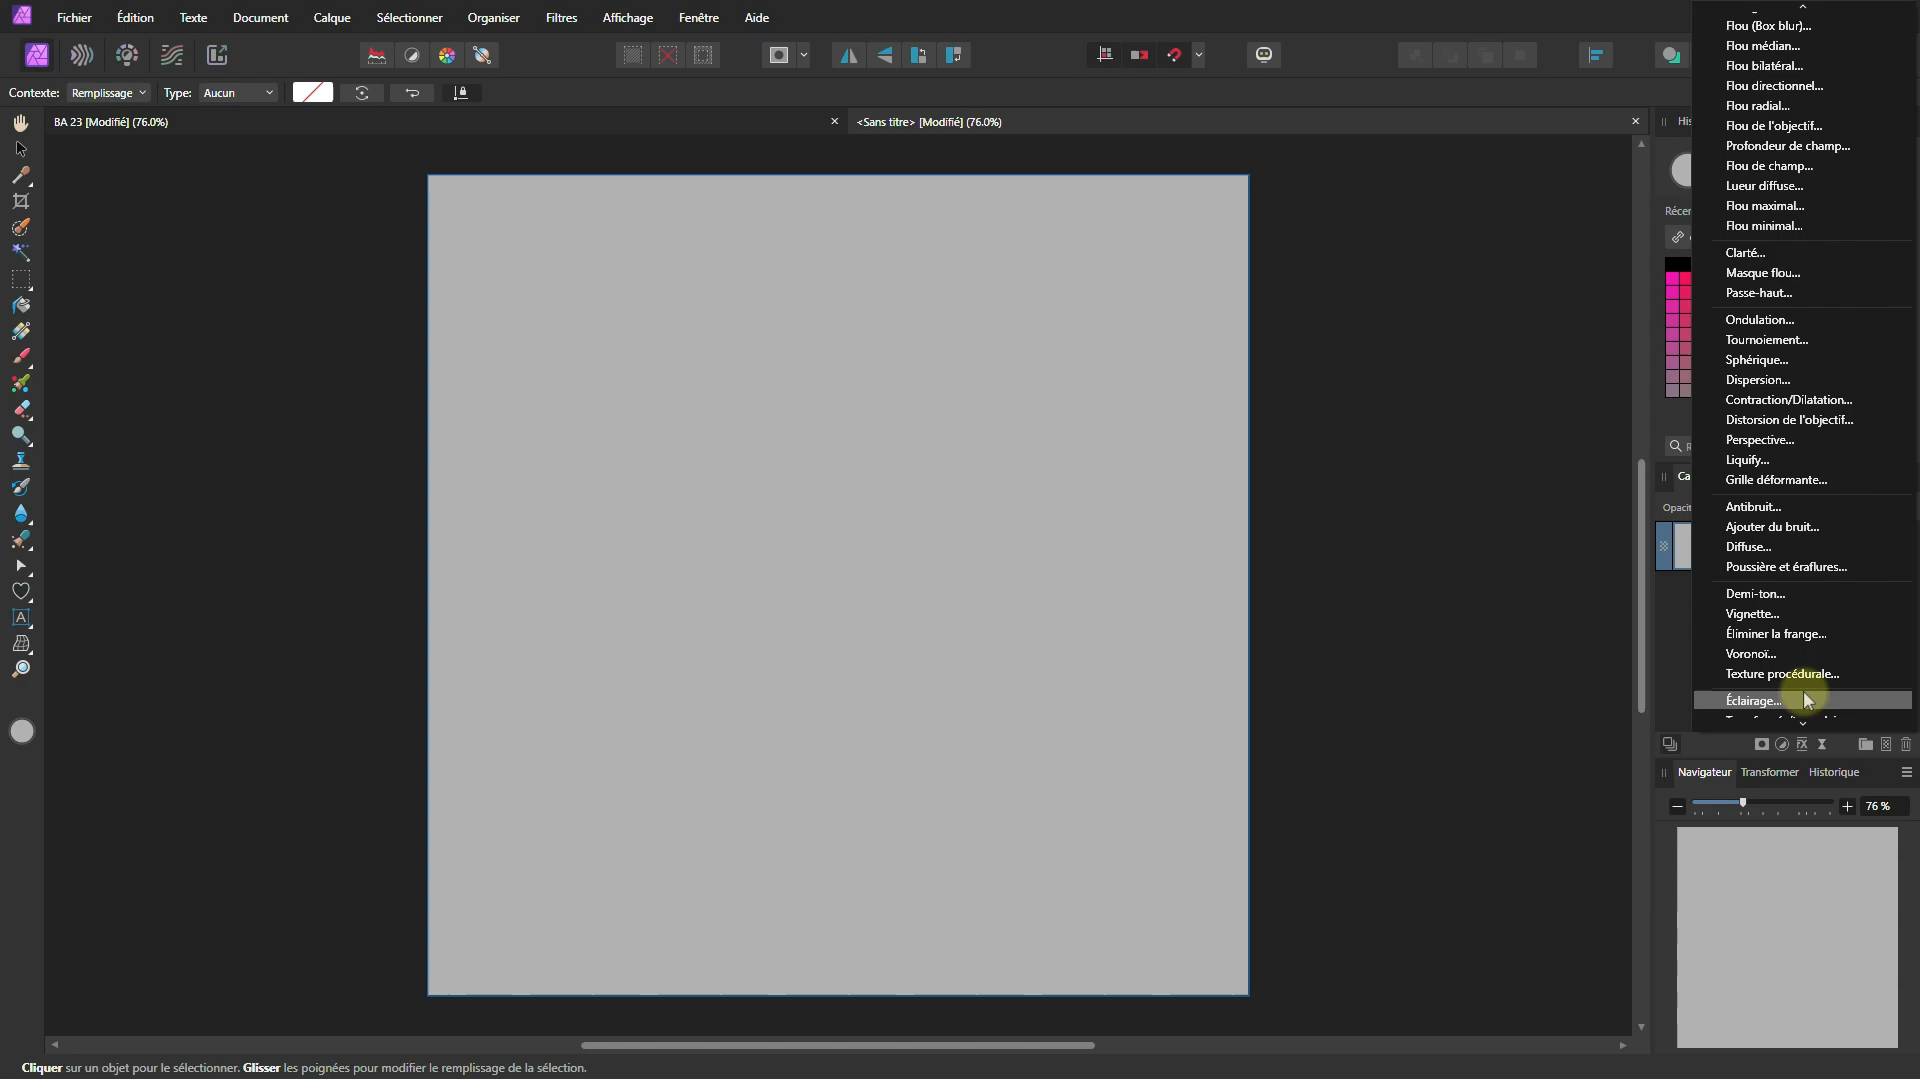 Fichier Édition Texte Document Calque Sélectionner Organiser Filtres Affichage Fenêtre Aide
Contexte: Remplissage Type: Aucun
BA 23 [Modifié] (76.0%)
<Sans titre> [Modifié] (76.0%)
Flou (Box blur)...
Flou médian...
Flou bilatéral...
Flou directionnel...
Flou radial...
Flou de l'objectif...
Profondeur de champ...
Flou de champ...
Lueur diffuse...
Flou maximal...
Flou minimal...
Clarté...
Masque flou...
Passe-haut...
Ondulation...
Tournoiement...
Sphérique...
Dispersion...
Contraction/Dilatation...
Distorsion de l'objectif...
Perspective...
Liquify...
Grille déformante...
Antibruit...
Ajouter du bruit...
Diffuse...
Poussière et éraflures...
Demi-ton...
Vignette...
Éliminer la frange...
Voronoï...
Texture procédurale...
Éclairage...
Navigateur Transformer Historique
76 %
Cliquer sur un objet pour le sélectionner. Glisser les poignées pour modifier le remplissage de la sélection.